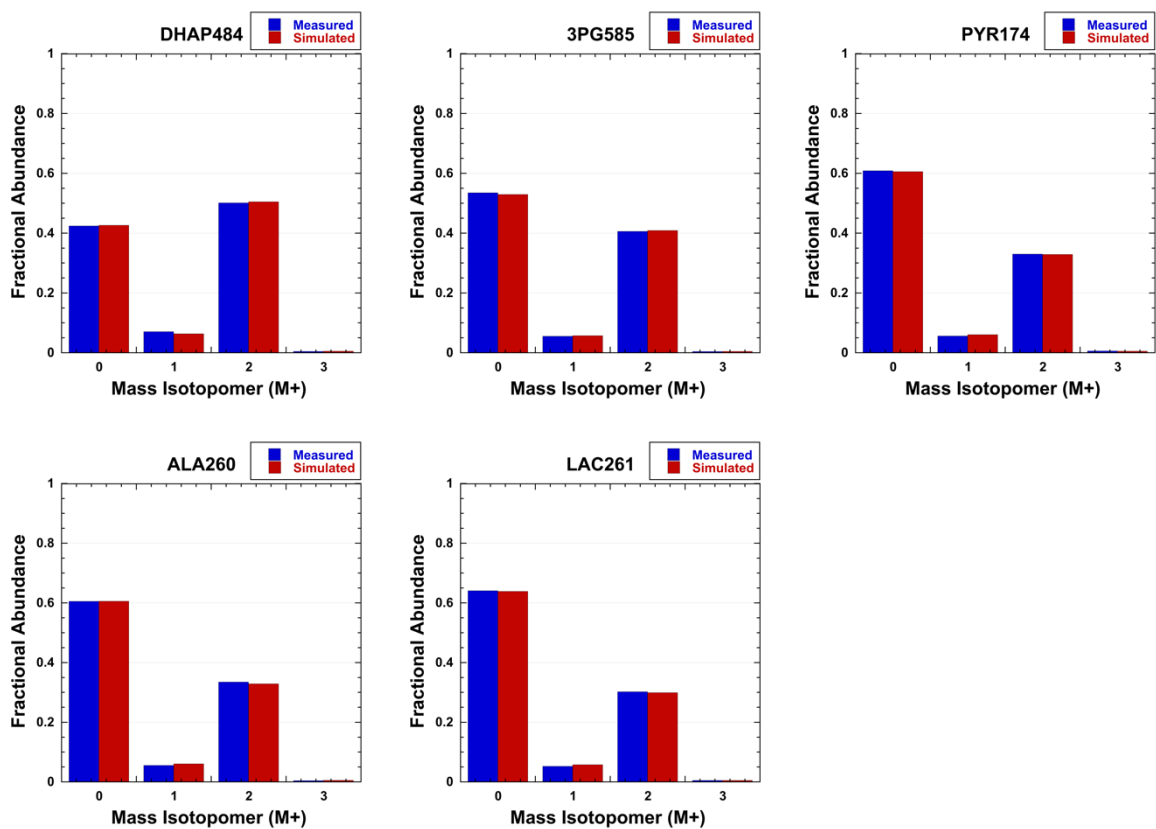 DHAP484
Measured
Simulated
Fractional Abundance
1
0.8
0.6
0.4
0.2
0
0 1 2 3
Mass Isotopomer (M+)
3PG585
Measured
Simulated
Fractional Abundance
1
0.8
0.6
0.4
0.2
0
0 1 2 3
Mass Isotopomer (M+)
PYR174
Measured
Simulated
Fractional Abundance
1
0.8
0.6
0.4
0.2
0
0 1 2 3
Mass Isotopomer (M+)
ALA260
Measured
Simulated
Fractional Abundance
1
0.8
0.6
0.4
0.2
0
0 1 2 3
Mass Isotopomer (M+)
LAC261
Measured
Simulated
Fractional Abundance
1
0.8
0.6
0.4
0.2
0
0 1 2 3
Mass Isotopomer (M+)